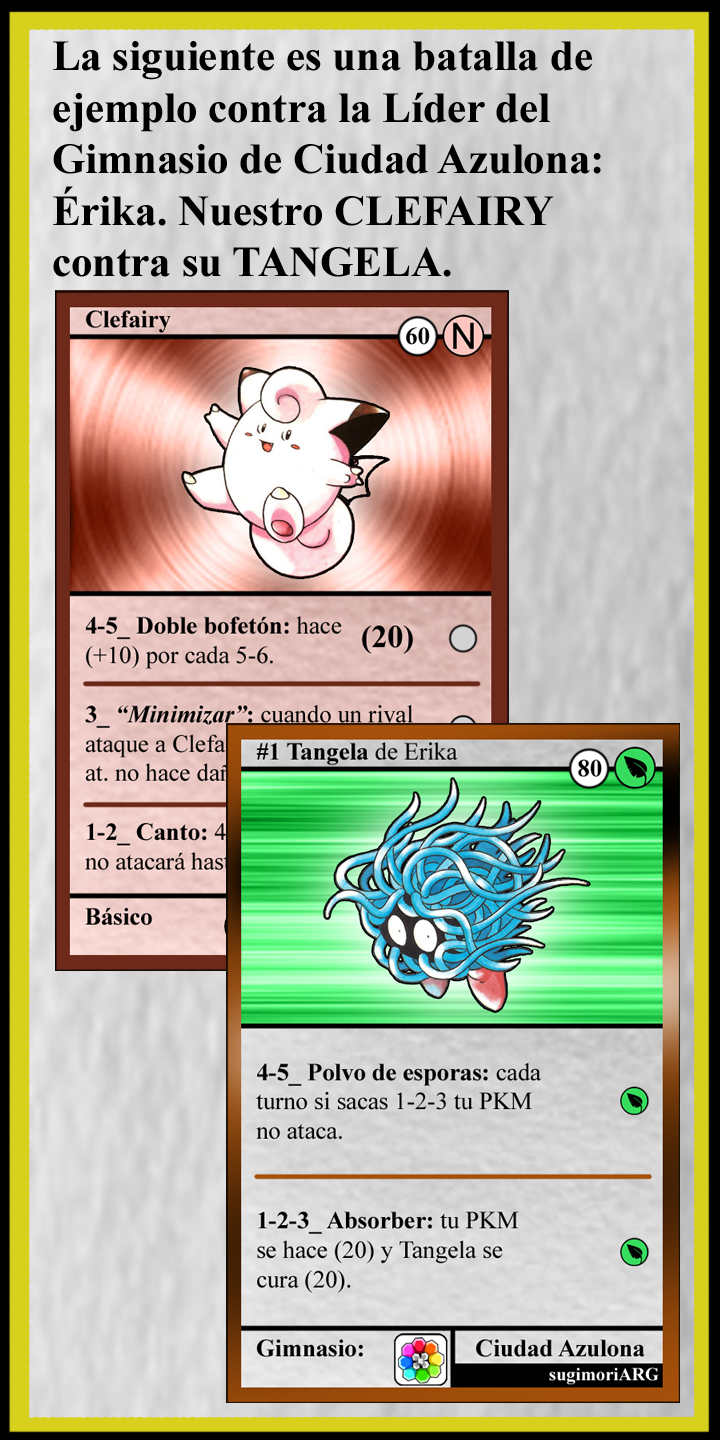 La siguiente es una batalla de
ejemplo contra la Líder del
Gimnasio de Ciudad Azulona:
Érika. Nuestro CLEFAIRY
contra su TANGELA.
Clefairy
60 N
4-5_ Doble bofetón: hace (20)
(+10) por cada 5-6.
3_ “Minimizar”: cuando un rival
ataque a
at. no hace
1-2_ Canto: 4
no atacará
Básico
#1 Tangela de Erika
80
4-5_ Polvo de esporas: cada
turno si sacas 1-2-3 tu PKM
no ataca.
1-2-3_ Absorber: tu PKM
se hace (20) y Tangela se
cura (20).
Gimnasio: Ciudad Azulona
sugimoriARG